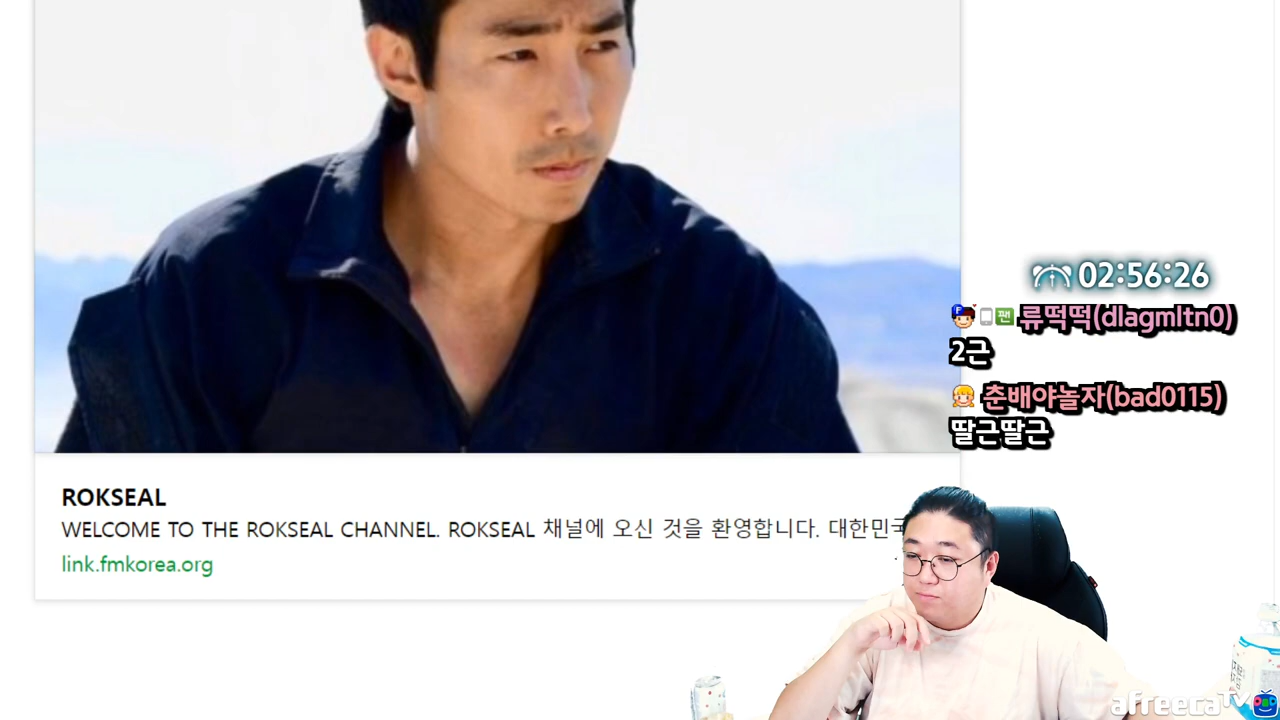 02:56:26
팬 류떡떡(dlagmltn0)
2근
춘배야놀자(bad0115)
딸근딸근
ROKSEAL
WELCOME TO THE ROKSEAL CHANNEL. ROKSEAL 채널에 오신 것을 환영합니다. 대한민국
link.fmkorea.org
afreecaTV